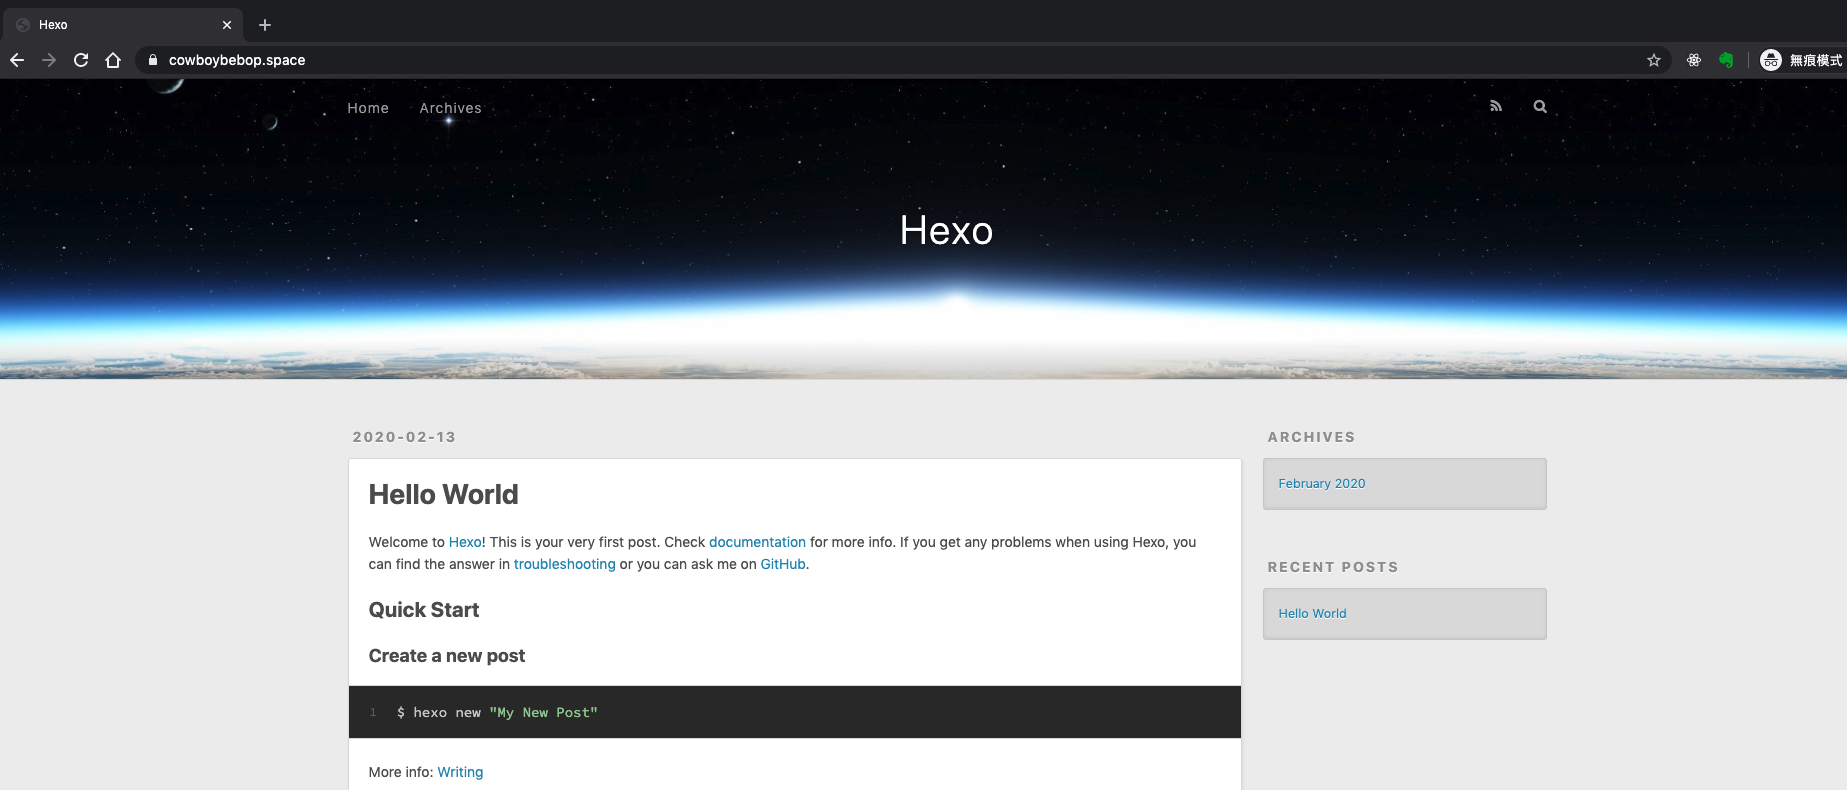 Hexo
cowboybebop.space
無痕模式
Home Archives
Hexo
2020-02-13
Hello World
Welcome to Hexo! This is your very first post. Check documentation for more info. If you get any problems when using Hexo, you
can find the answer in troubleshooting or you can ask me on GitHub.
Quick Start
Create a new post
1 $ hexo new "My New Post"
More info: Writing
ARCHIVES
February 2020
RECENT POSTS
Hello World